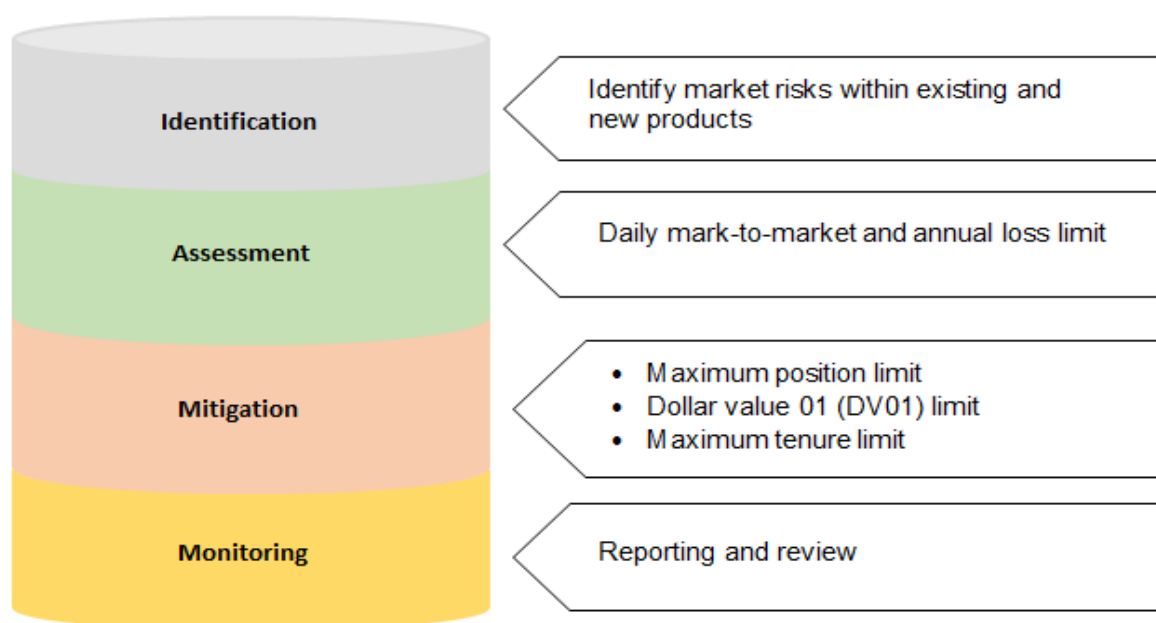 Identification
Identify market risks within existing and
new products
Assessment
Daily mark-to-market and annual loss limit
Mitigation
• Maximum position limit
• Dollar value 01 (DV01) limit
• Maximum tenure limit
Monitoring
Reporting and review